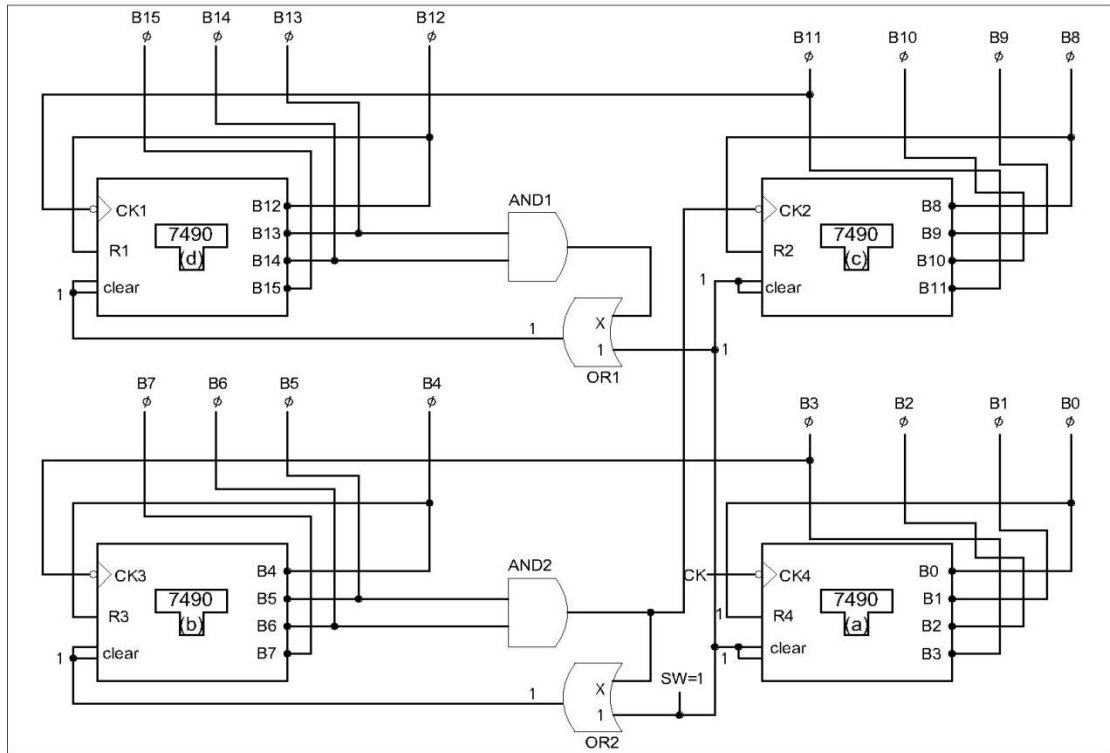 B15 B14 B13 B12
ϕ ϕ ϕ ϕ
B11 B10 B9 B8
ϕ ϕ ϕ ϕ
CK1
R1
clear
1
7490
(d)
B12
B13
B14
B15
AND1
X
1
OR1
1
CK2
R2
clear
1
7490
(c)
B8
B9
B10
B11
1
B7 B6 B5 B4
ϕ ϕ ϕ ϕ
B3 B2 B1 B0
ϕ ϕ ϕ ϕ
CK3
R3
clear
1
7490
(b)
B4
B5
B6
B7
AND2
X
1
OR2
1
SW=1
CK
CK4
1
R4
clear
1
7490
(a)
B0
B1
B2
B3